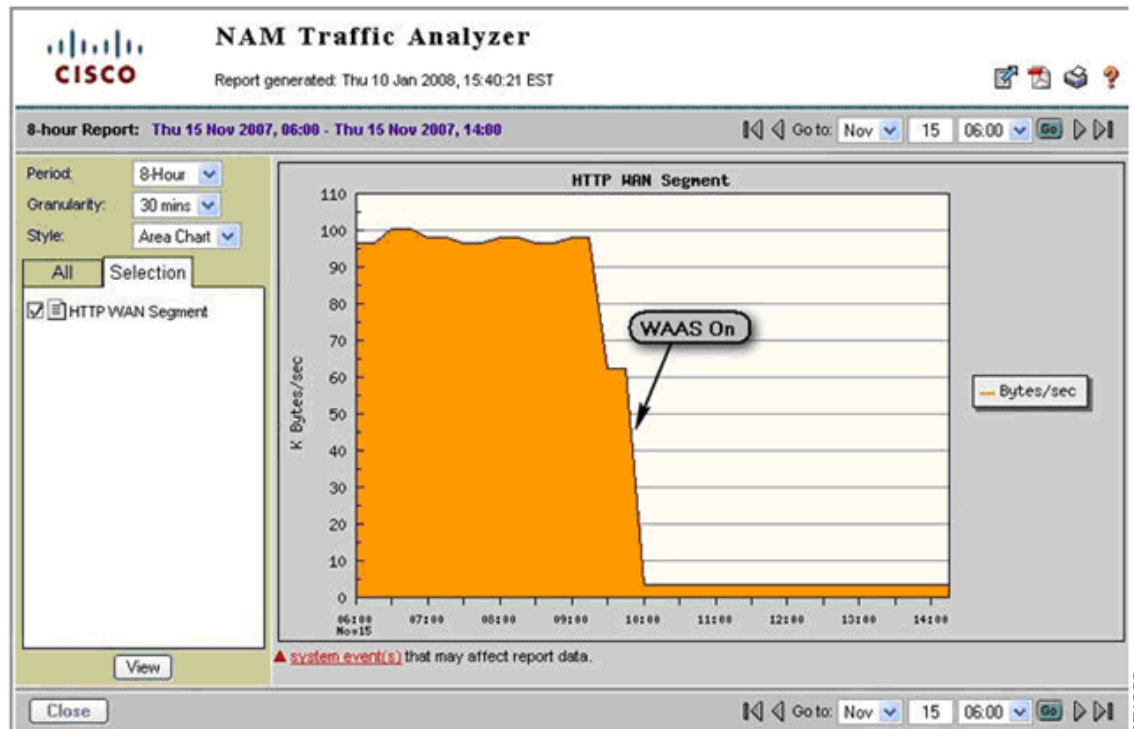 CISCO
NAM Traffic Analyzer
Report generated: Thu 10 Jan 2008, 15:40:21 EST
8-hour Report: Thu 15 Nov 2007, 06:00 - Thu 15 Nov 2007, 14:00
Go to: Nov 15 06:00 Go
Period: 8-Hour
Granularity: 30 mins
Style: Area Chart
All Selection
HTTP WAN Segment
View
HTTP WAN Segment
K Bytes/sec
110
100
90
80
70
60
50
40
30
20
10
0
WAAS On
Bytes/sec
06:00 07:00 08:00 09:00 10:00 11:00 12:00 13:00 14:00
Nov15
system event(s) that may affect report data.
Close
Go to: Nov 15 06:00 Go